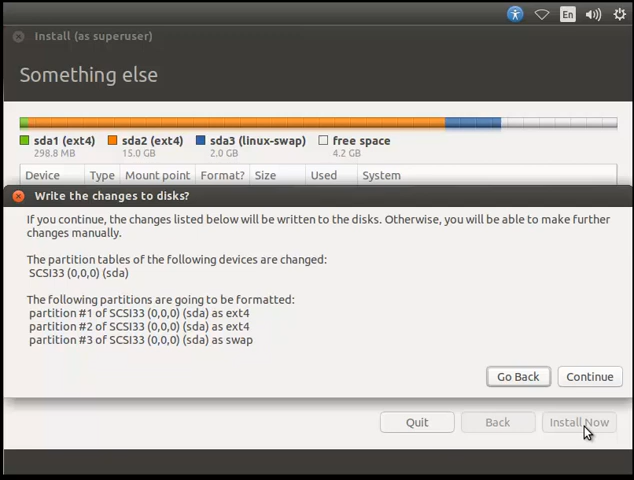 En
Install (as superuser)
Something else
sda1 (ext4) sda2 (ext4) sda3 (linux-swap) free space
298.8 MB 15.0 GB 2.0 GB 4.2 GB
Device Type Mount point Format? Size Used System
Write the changes to disks?
If you continue, the changes listed below will be written to the disks. Otherwise, you will be able to make further
changes manually.
The partition tables of the following devices are changed:
SCSI33 (0,0,0) (sda)
The following partitions are going to be formatted:
partition #1 of SCSI33 (0,0,0) (sda) as ext4
partition #2 of SCSI33 (0,0,0) (sda) as ext4
partition #3 of SCSI33 (0,0,0) (sda) as swap
Go Back Continue
Quit Back Install Now